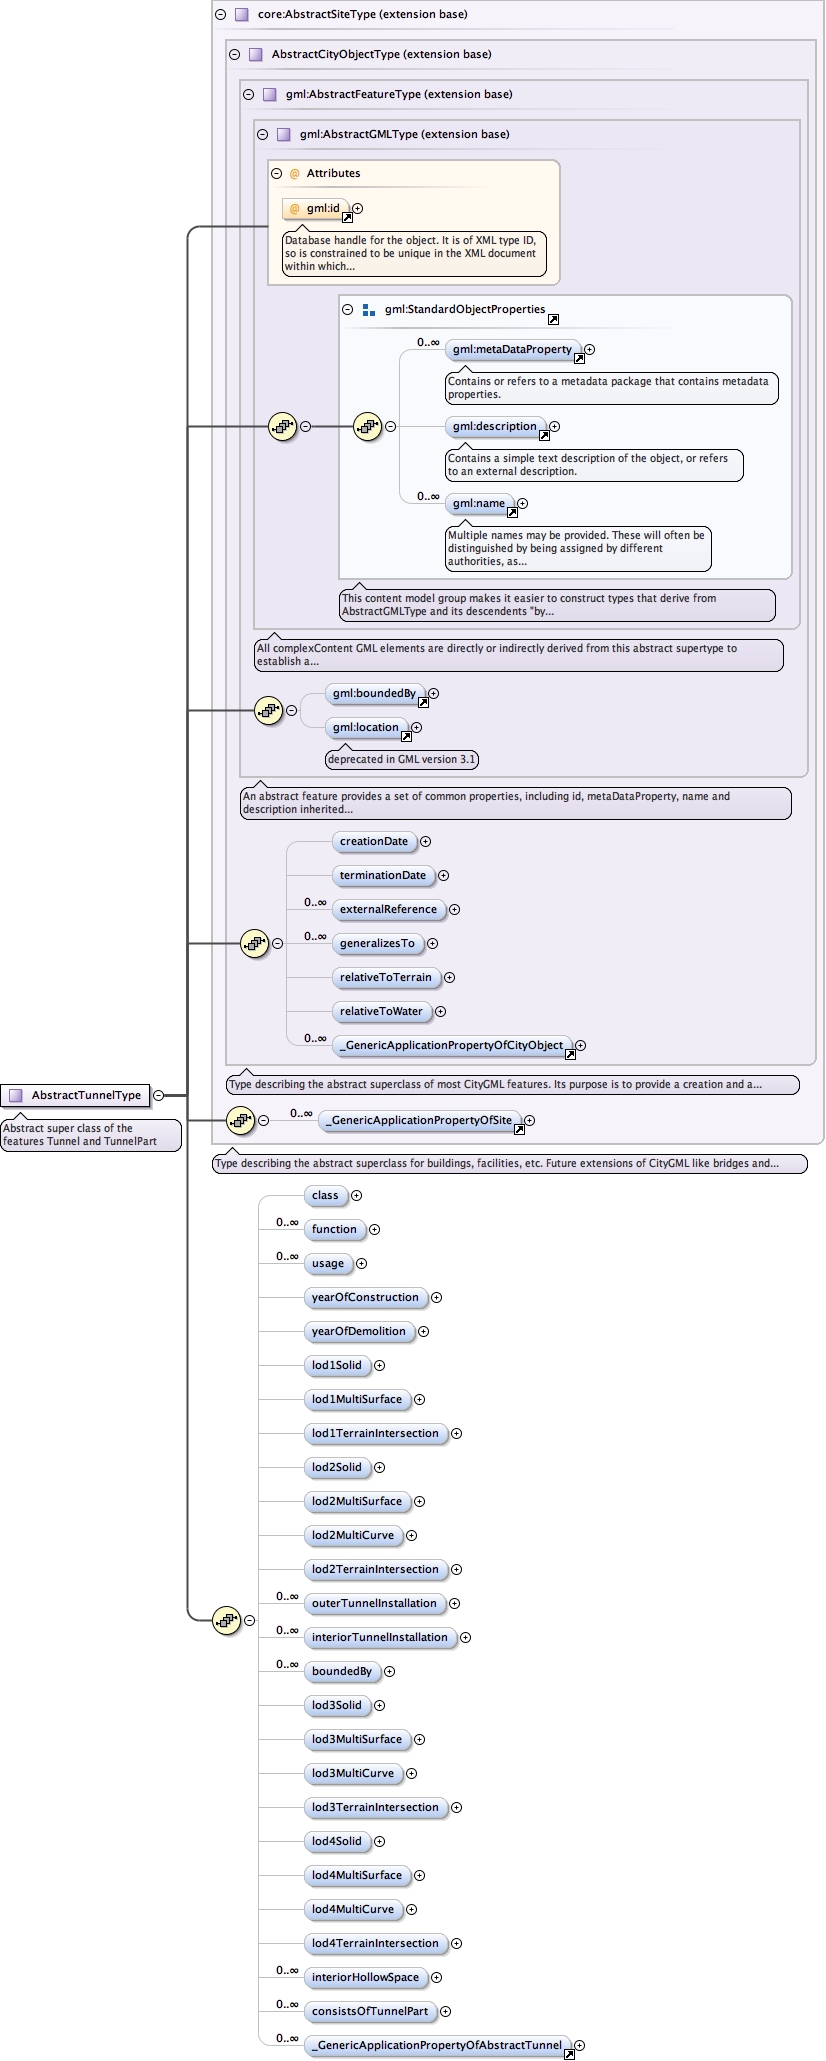 core:AbstractSiteType (extension base)
AbstractCityObjectType (extension base)
gml:AbstractFeatureType (extension base)
gml:AbstractGMLType (extension base)
@ Attributes
@ gml:id
Database handle for the object. It is of XML type ID,
so is constrained to be unique in the XML document
within which...
gml:StandardObjectProperties
0..∞
gml:metaDataProperty
Contains or refers to a metadata package that contains metadata
properties.
gml:description
Contains a simple text description of the object, or refers
to an external description.
0..∞
gml:name
Multiple names may be provided. These will often be
distinguished by being assigned by different
authorities, as...
This content model group makes it easier to construct types that derive from
AbstractGMLType and its descendents "by...
All complexContent GML elements are directly or indirectly derived from this abstract supertype to
establish a...
gml:boundedBy
gml:location
deprecated in GML version 3.1
An abstract feature provides a set of common properties, including id, metaDataProperty, name and
description inherited...
creationDate
terminationDate
0..∞
externalReference
0..∞
generalizesTo
relativeToTerrain
relativeToWater
0..∞
_GenericApplicationPropertyOfCityObject
Type describing the abstract superclass of most CityGML features. Its purpose is to provide a creation and a...
AbstractTunnelType
Abstract super class of the
features Tunnel and TunnelPart
0..∞
_GenericApplicationPropertyOfSite
Type describing the abstract superclass for buildings, facilities, etc. Future extensions of CityGML like bridges and...
class
0..∞
function
0..∞
usage
yearOfConstruction
yearOfDemolition
lod1Solid
lod1MultiSurface
lod1TerrainIntersection
lod2Solid
lod2MultiSurface
lod2MultiCurve
lod2TerrainIntersection
0..∞
outerTunnelInstallation
0..∞
interiorTunnelInstallation
0..∞
boundedBy
lod3Solid
lod3MultiSurface
lod3MultiCurve
lod3TerrainIntersection
lod4Solid
lod4MultiSurface
lod4MultiCurve
lod4TerrainIntersection
0..∞
interiorHollowSpace
0..∞
consistsOfTunnelPart
0..∞
_GenericApplicationPropertyOfAbstractTunnel